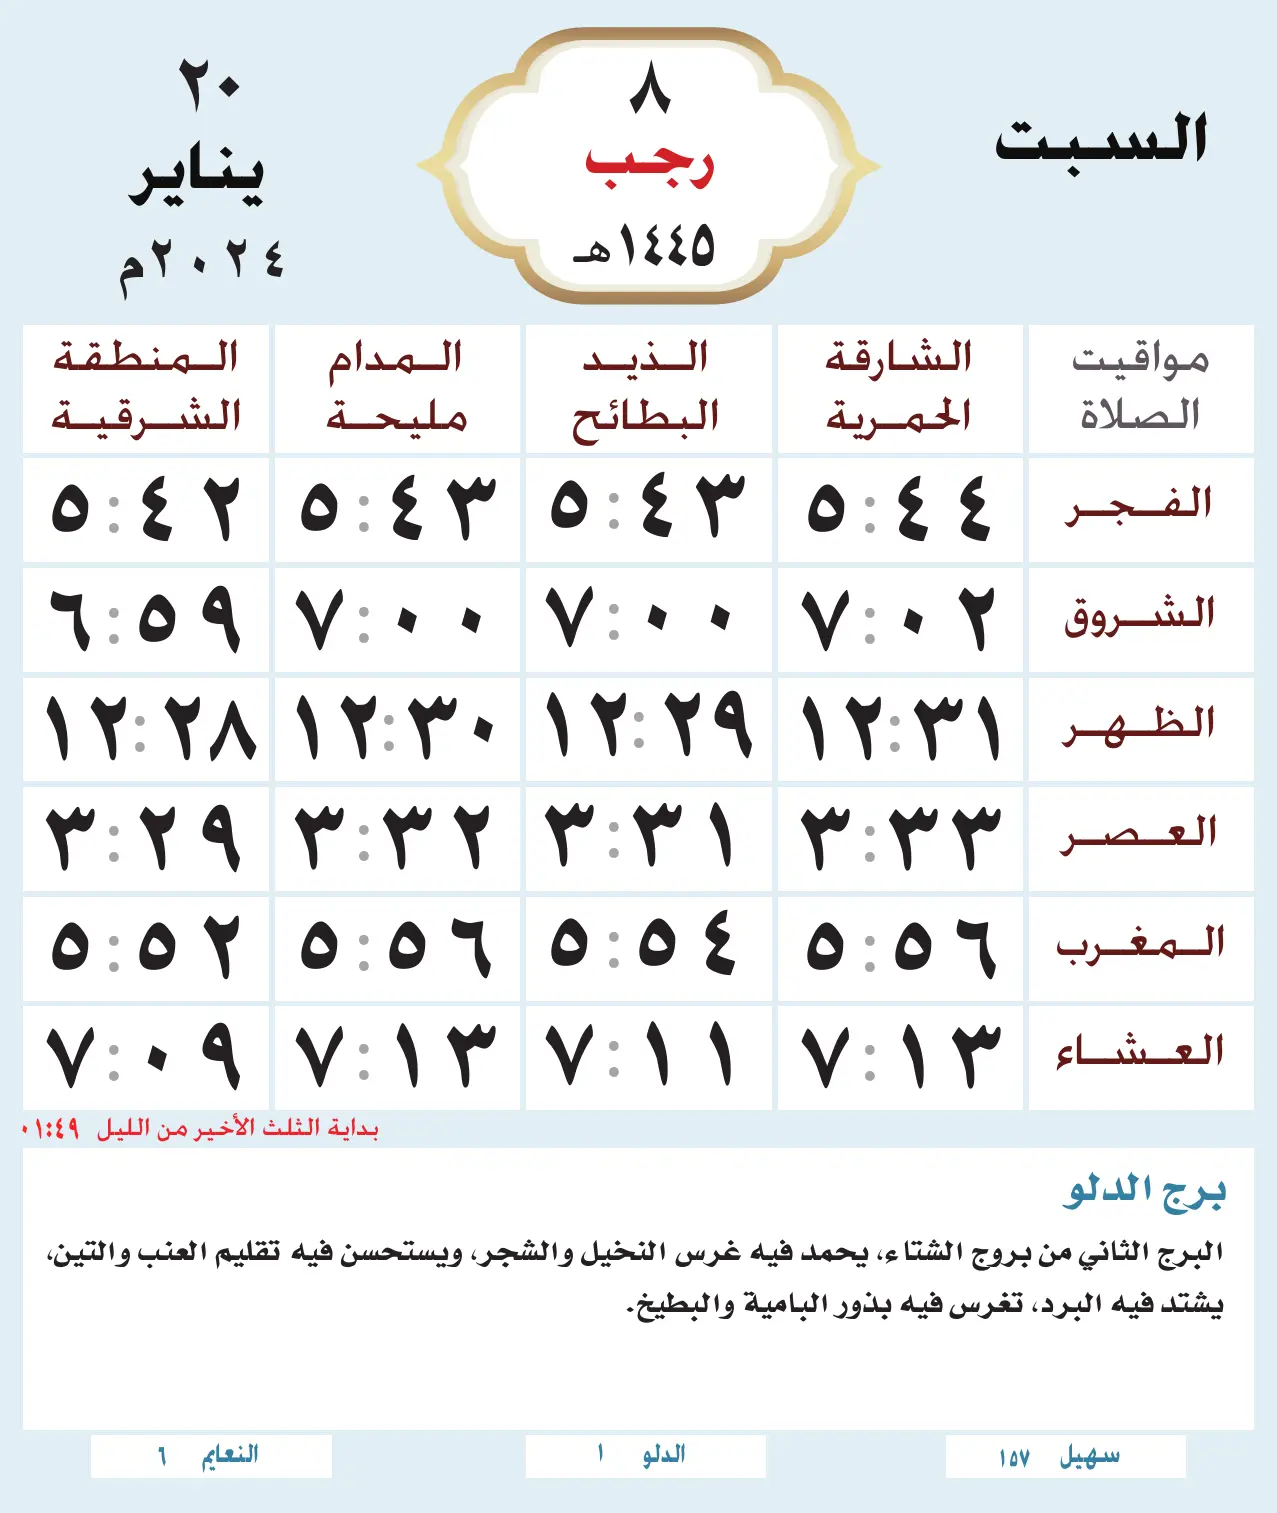 السبت
٨
رجب
١٤٤٥هـ
٢٠
يناير
٢٠٢٤م
مواقيت الصلاة
الشارقة الحمرية
الذيد البطائح
المدام مليحة
المنطقة الشرقية
الفجر ٥:٤٤ ٥:٤٣ ٥:٤٣ ٥:٤٢
الشروق ٧:٠٢ ٧:٠٠ ٧:٠٠ ٦:٥٩
الظهر ١٢:٣١ ١٢:٢٩ ١٢:٣٠ ١٢:٢٨
العصر ٣:٣٣ ٣:٣١ ٣:٣٢ ٣:٢٩
المغرب ٥:٥٦ ٥:٥٤ ٥:٥٦ ٥:٥٢
العشاء ٧:١٣ ٧:١١ ٧:١٣ ٧:٠٩
بداية الثلث الأخير من الليل ٠١:٤٩
برج الدلو
البرج الثاني من بروج الشتاء، يحمد فيه غرس النخيل والشجر، ويستحسن فيه تقليم العنب والتين،
يشتد فيه البرد، تغرس فيه بذور البامية والبطيخ.
سهيل ١٥٧
الدلو ١
النعايم ٦